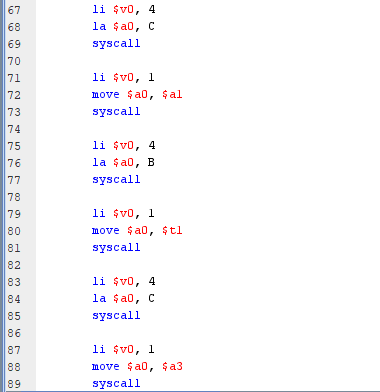 67 li $v0, 4
68 la $a0, C
69 syscall
70
71 li $v0, 1
72 move $a0, $a1
73 syscall
74
75 li $v0, 4
76 la $a0, B
77 syscall
78
79 li $v0, 1
80 move $a0, $t1
81 syscall
82
83 li $v0, 4
84 la $a0, C
85 syscall
86
87 li $v0, 1
88 move $a0, $a3
89 syscall